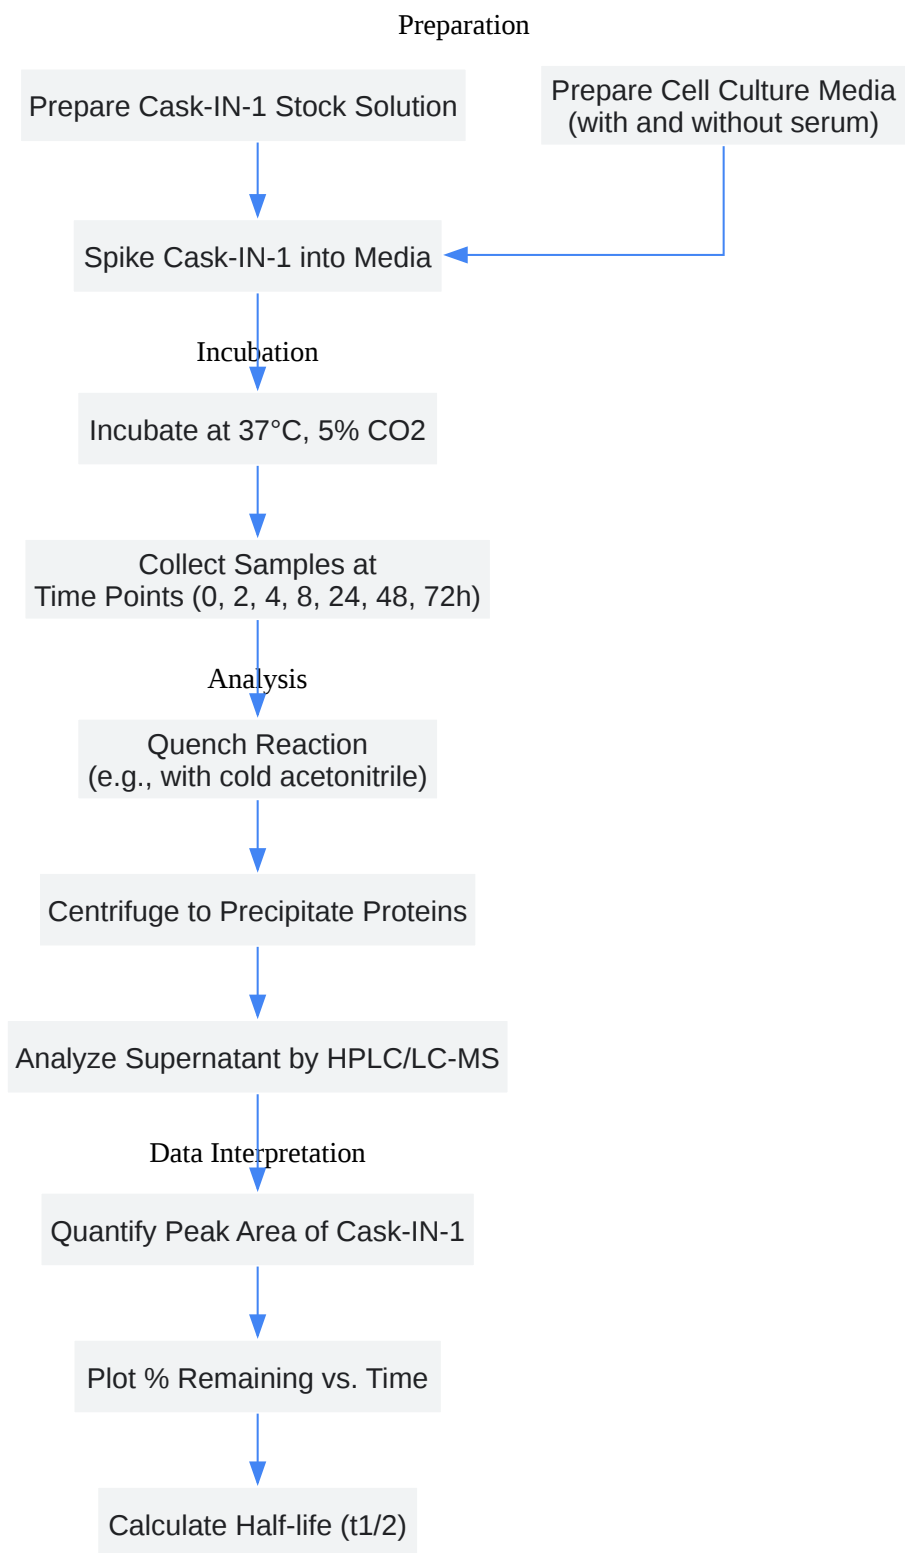 Preparation
Prepare Cask-IN-1 Stock Solution
Prepare Cell Culture Media
(with and without serum)
Spike Cask-IN-1 into Media
Incubation
Incubate at 37°C, 5% CO2
Collect Samples at
Time Points (0, 2, 4, 8, 24, 48, 72h)
Analysis
Quench Reaction
(e.g., with cold acetonitrile)
Centrifuge to Precipitate Proteins
Analyze Supernatant by HPLC/LC-MS
Data Interpretation
Quantify Peak Area of Cask-IN-1
Plot % Remaining vs. Time
Calculate Half-life (t1/2)